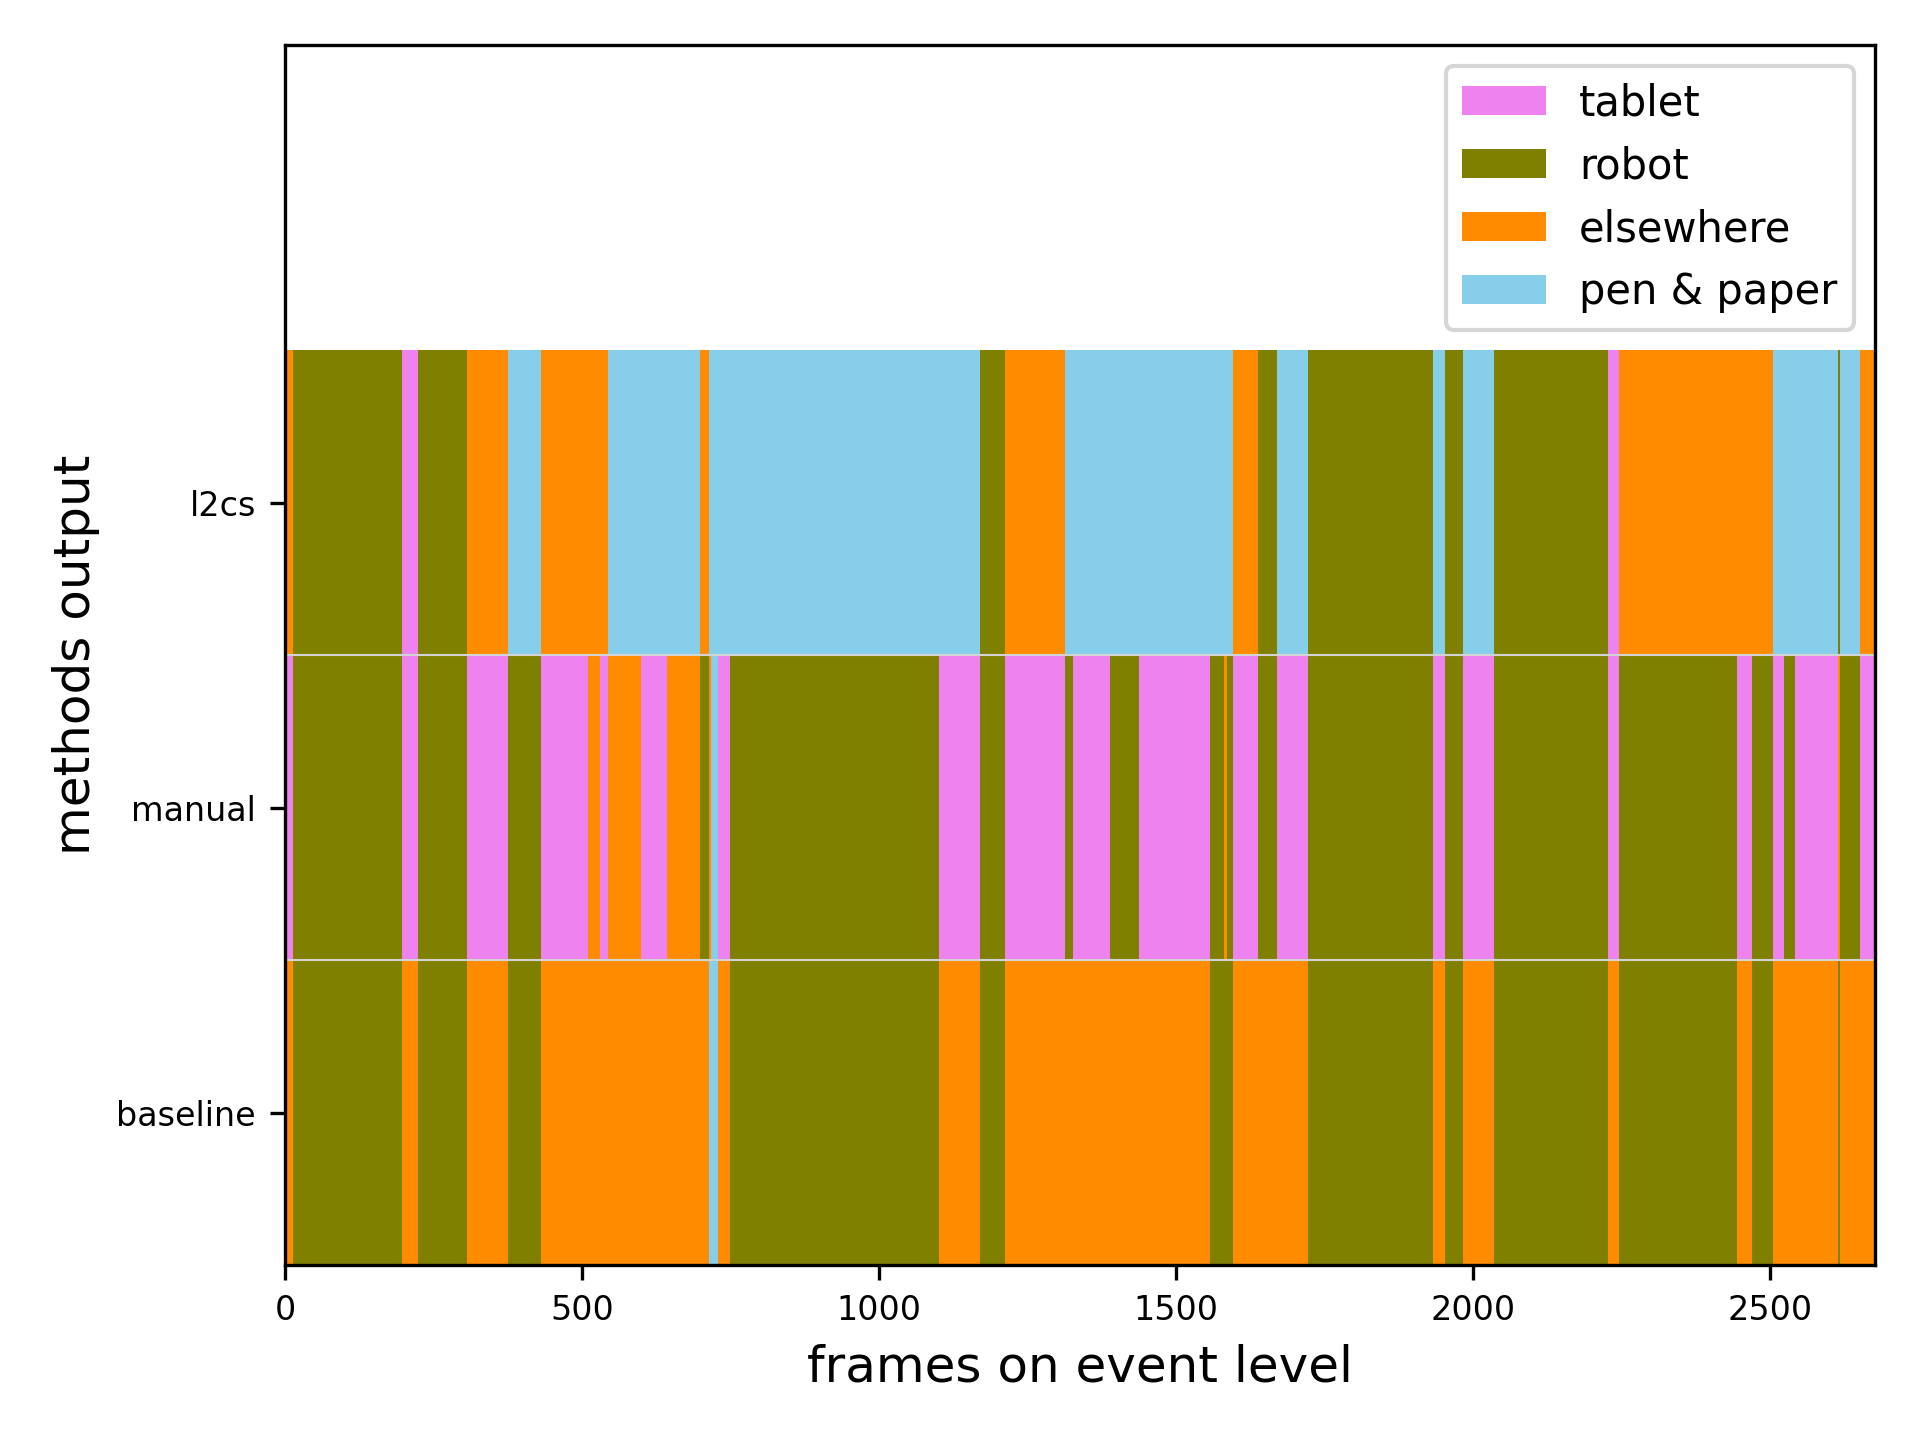 tablet
robot
elsewhere
pen & paper
methods output
l2cs
manual
baseline
0 500 1000 1500 2000 2500
frames on event level